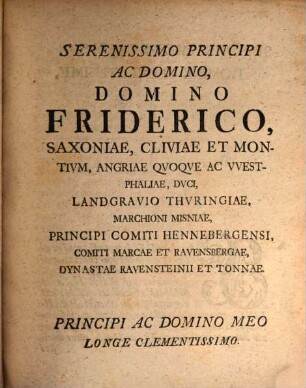 SERENISSIMO PRINCIPI
AC DOMINO,
DOMINO
FRIDERICO,
SAXONIAE, CLIVIAE ET MON-
TIVM, ANGRIAE QVOQVE AC VVEST-
PHALIAE, DVCI,
LANDGRAVIO THVRINGIAE,
MARCHIONI MISNIAE,
PRINCIPI COMITI HENNEBERGENSI,
COMITI MARCAE ET RAVENSBERGAE,
DYNASTAE RAVENSTEINII ET TONNAE.
PRINCIPI AC DOMINO MEO
LONGE CLEMENTISSIMO.